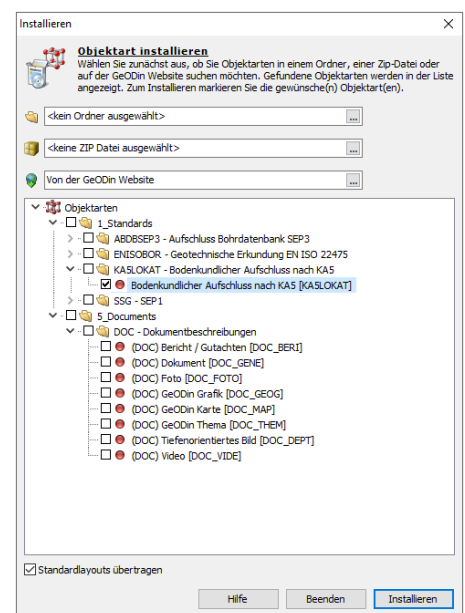 Installieren
Objektart installieren
Wählen Sie zunächst aus, ob Sie Objektarten in einem Ordner, einer Zip-Datei oder
auf der GeODin Website suchen möchten. Gefundene Objektarten werden in der Liste
angezeigt. Zum Installieren markieren Sie die gewünsche(n) Objektart(en).
<kein Ordner ausgewählt>
...
<keine ZIP Datei ausgewählt>
...
Von der GeODin Website
...
Objektarten
1_Standards
ABDBSEP3 - Aufschluss Bohrdatenbank SEP3
ENISOBOR - Geotechnische Erkundung EN ISO 22475
KA5LOKAT - Bodenkundlicher Aufschluss nach KA5
Bodenkundlicher Aufschluss nach KA5 [KA5LOKAT]
SSG - SEP1
5_Documents
DOC - Dokumentbeschreibungen
(DOC) Bericht / Gutachten [DOC_BERI]
(DOC) Dokument [DOC_GENE]
(DOC) Foto [DOC_FOTO]
(DOC) GeODin Grafik [DOC_GEOG]
(DOC) GeODin Karte [DOC_MAP]
(DOC) GeODin Thema [DOC_THEM]
(DOC) Tiefenorientiertes Bild [DOC_DEPT]
(DOC) Video [DOC_VIDE]
Standardlayouts übertragen
Hilfe Beenden Installieren